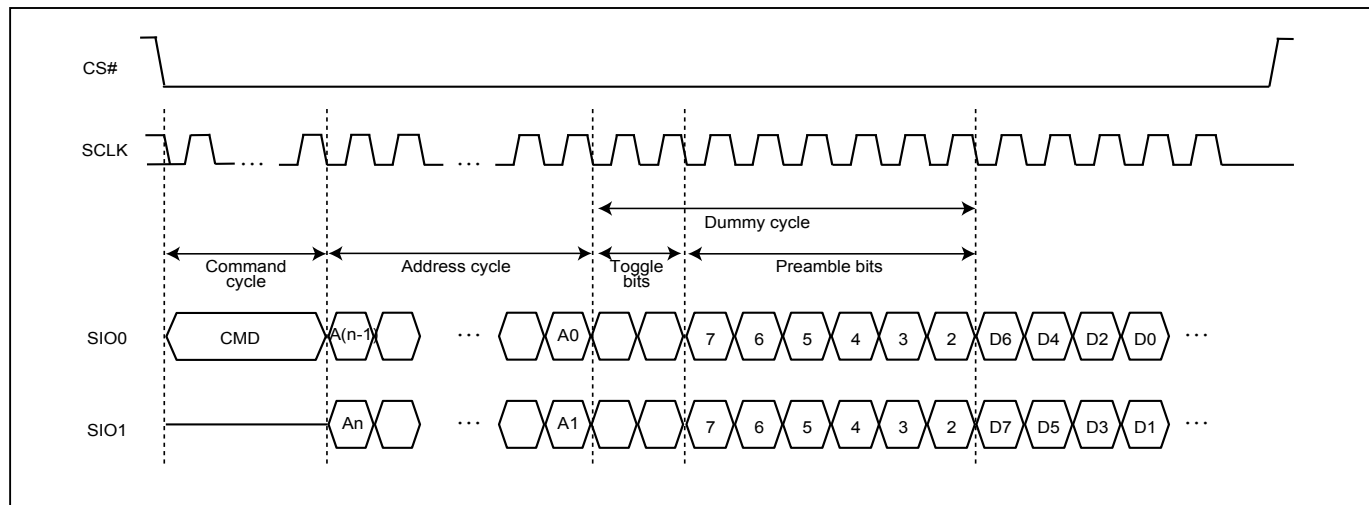 CS#
SCLK
...
...
Dummy cycle
Command
cycle
Address cycle
Toggle
bits
Preamble bits
SIO0
CMD
A(n-1)
...
A0
7 6 5 4 3 2 D6 D4 D2 D0 ...
SIO1
An
...
A1
7 6 5 4 3 2 D7 D5 D3 D1 ...